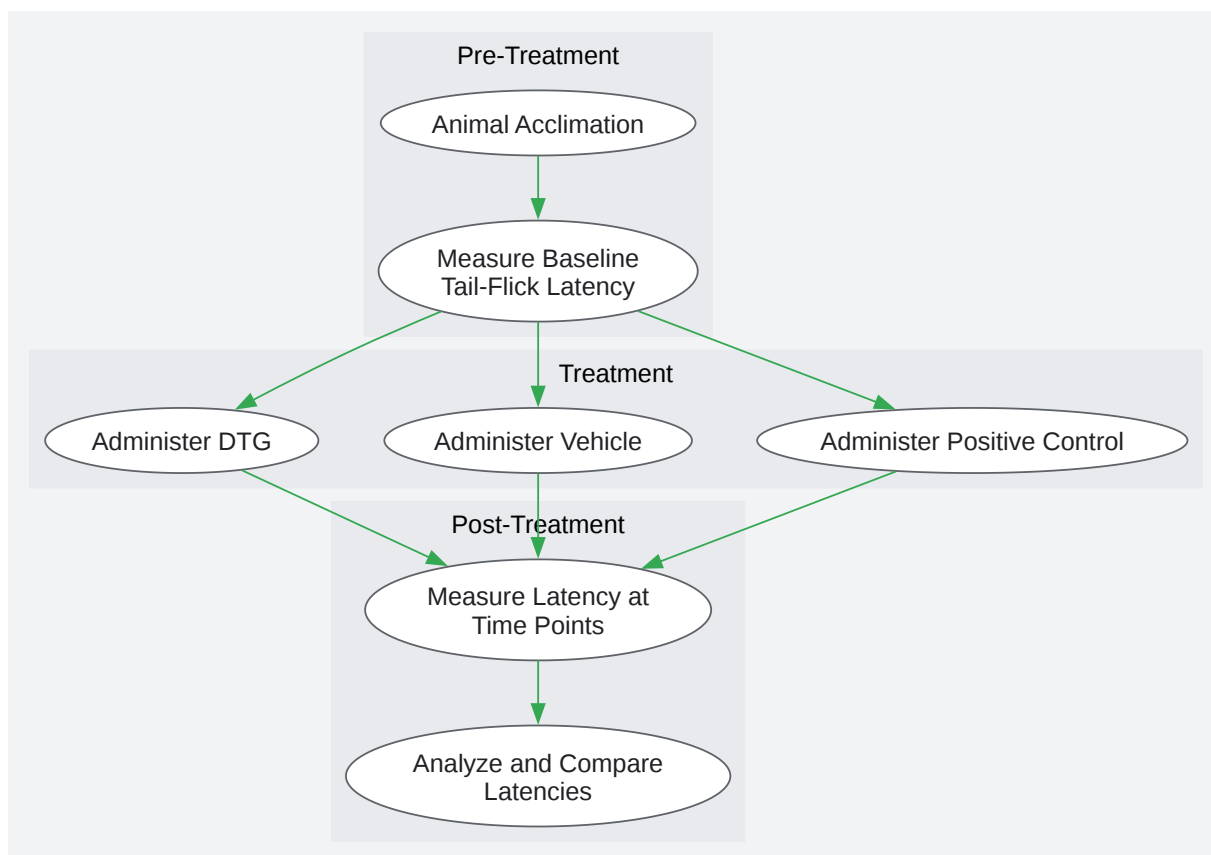 Pre-Treatment
Animal Acclimation
Measure Baseline
Tail-Flick Latency
Treatment
Administer DTG
Administer Vehicle
Administer Positive Control
Post-Treatment
Measure Latency at
Time Points
Analyze and Compare
Latencies